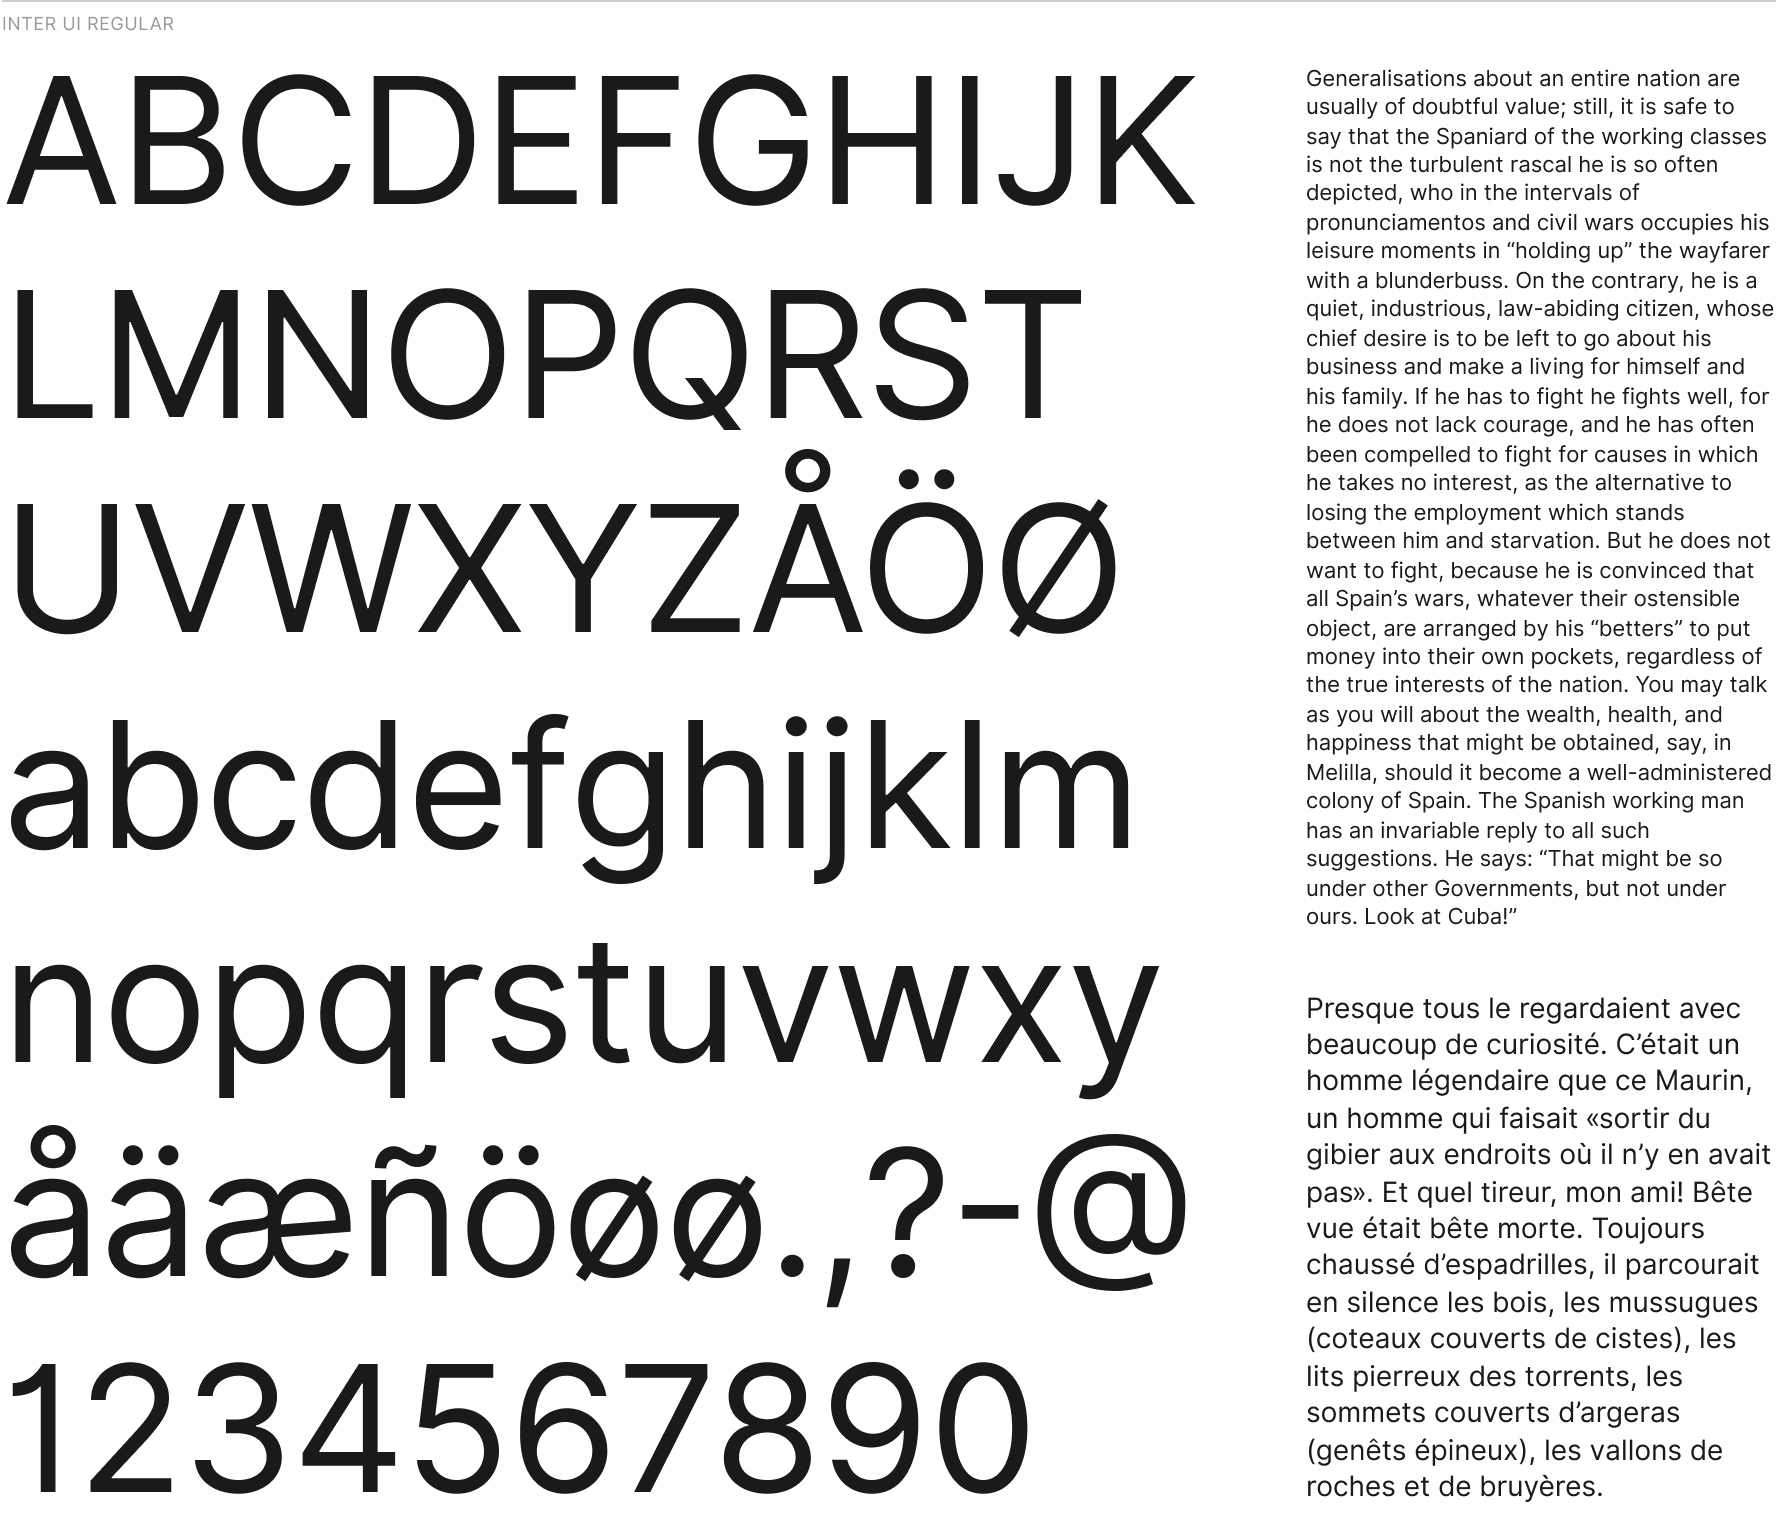 INTER UI REGULAR
ABCDEFGHIJK
LMNOPQRST
UVWXYZÅÖØ
abcdefghijklm
nopqrstuvwxy
åäæñöøø.,?-@
1234567890
Generalisations about an entire nation are
usually of doubtful value; still, it is safe to
say that the Spaniard of the working classes
is not the turbulent rascal he is so often
depicted, who in the intervals of
pronunciamentos and civil wars occupies his
leisure moments in “holding up” the wayfarer
with a blunderbuss. On the contrary, he is a
quiet, industrious, law-abiding citizen, whose
chief desire is to be left to go about his
business and make a living for himself and
his family. If he has to fight he fights well, for
he does not lack courage, and he has often
been compelled to fight for causes in which
he takes no interest, as the alternative to
losing the employment which stands
between him and starvation. But he does not
want to fight, because he is convinced that
all Spain’s wars, whatever their ostensible
object, are arranged by his “betters” to put
money into their own pockets, regardless of
the true interests of the nation. You may talk
as you will about the wealth, health, and
happiness that might be obtained, say, in
Melilla, should it become a well-administered
colony of Spain. The Spanish working man
has an invariable reply to all such
suggestions. He says: “That might be so
under other Governments, but not under
ours. Look at Cuba!”
Presque tous le regardaient avec
beaucoup de curiosité. C’était un
homme légendaire que ce Maurin,
un homme qui faisait «sortir du
gibier aux endroits où il n’y en avait
pas». Et quel tireur, mon ami! Bête
vue était bête morte. Toujours
chaussé d’espadrilles, il parcourait
en silence les bois, les mussugues
(coteaux couverts de cistes), les
lits pierreux des torrents, les
sommets couverts d’argeras
(genêts épineux), les vallons de
roches et de bruyères.